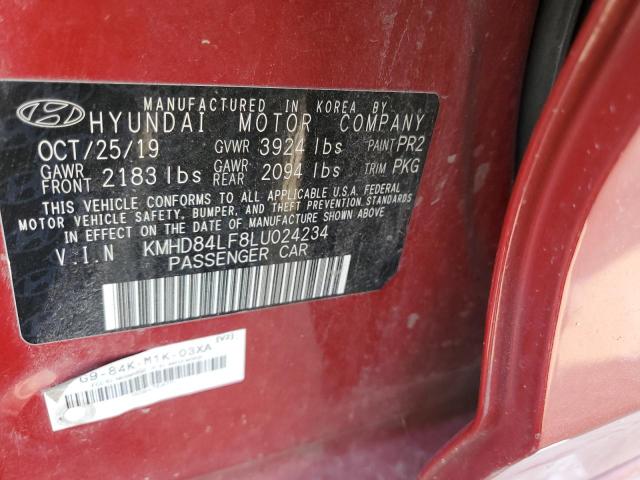 MANUFACTURED IN KOREA BY
HYUNDAI MOTOR COMPANY
OCT/25/19 GVWR 3924 lbs PAINT PR2
GAWR FRONT 2183 lbs GAWR REAR 2094 lbs TRIM PKG
THIS VEHICLE CONFORMS TO ALL APPLICABLE U.S.A. FEDERAL
MOTOR VEHICLE SAFETY, BUMPER, AND THEFT PREVENTION STANDARDS
IN EFFECT ON THE DATE OF MANUFACTURE SHOWN ABOVE.
V.I.N KMHD84LF8LU024234
PASSENGER CAR
G9-84K-M1K-03XA [V3]